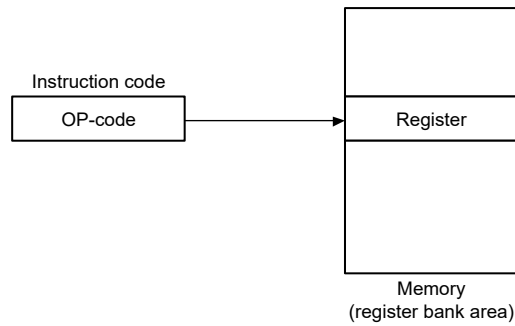 Instruction code
OP-code
Register
Memory
(register bank area)